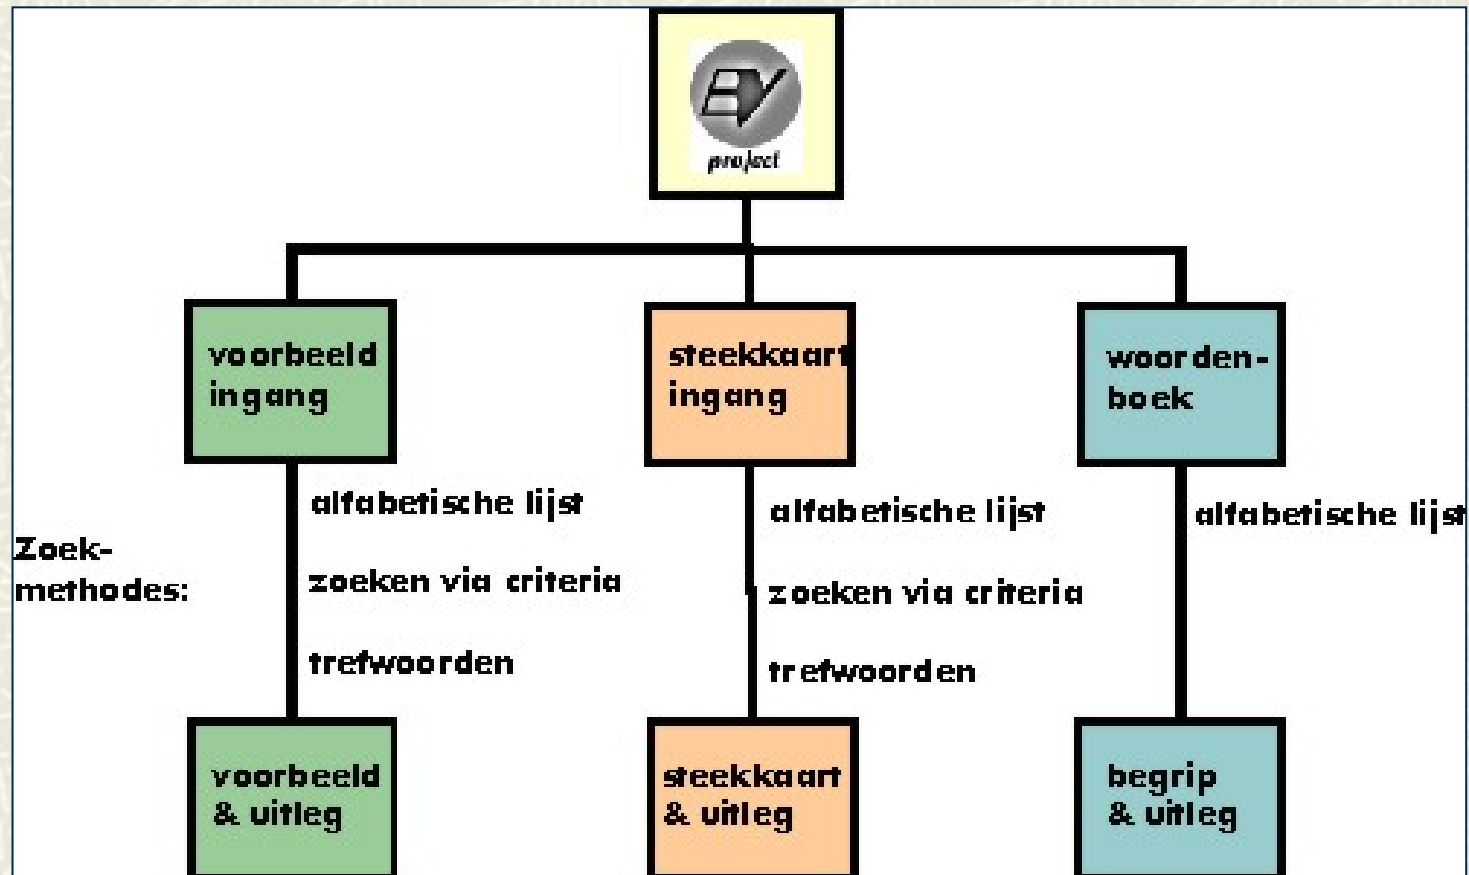 project
voorbeeld
ingang
steekkaart
ingang
woorden-
boek
Zoek-
methodes:
alfabetische lijst
zoeken via criteria
trefwoorden
alfabetische lijst
zoeken via criteria
trefwoorden
alfabetische lijst
voorbeeld
& uitleg
steekkaart
& uitleg
begrip
& uitleg